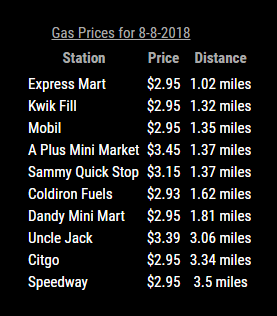 Gas Prices for 8-8-2018
Station Price Distance
Express Mart $2.95 1.02 miles
Kwik Fill $2.95 1.32 miles
Mobil $2.95 1.35 miles
A Plus Mini Market $3.45 1.37 miles
Sammy Quick Stop $3.15 1.37 miles
Coldiron Fuels $2.93 1.62 miles
Dandy Mini Mart $2.95 1.81 miles
Uncle Jack $3.39 3.06 miles
Citgo $2.95 3.34 miles
Speedway $2.95 3.5 miles